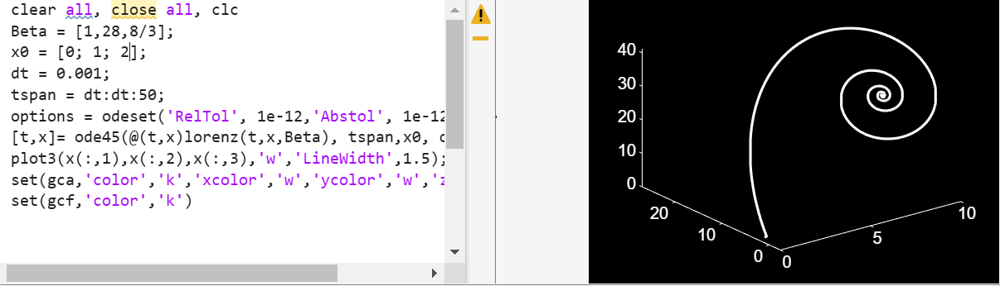 clear all, close all, clc
Beta = [1,28,8/3];
x0 = [0; 1; 2];
dt = 0.001;
tspan = dt:dt:50;
options = odeset('RelTol', 1e-12,'Abstol', 1e-12
[t,x]= ode45(@(t,x)lorenz(t,x,Beta), tspan,x0, o
plot3(x(:,1),x(:,2),x(:,3),'w','LineWidth',1.5);
set(gca,'color','k','xcolor','w','ycolor','w','z
set(gcf,'color','k')
40
30
20
10
0
20
10
0
0
5
10